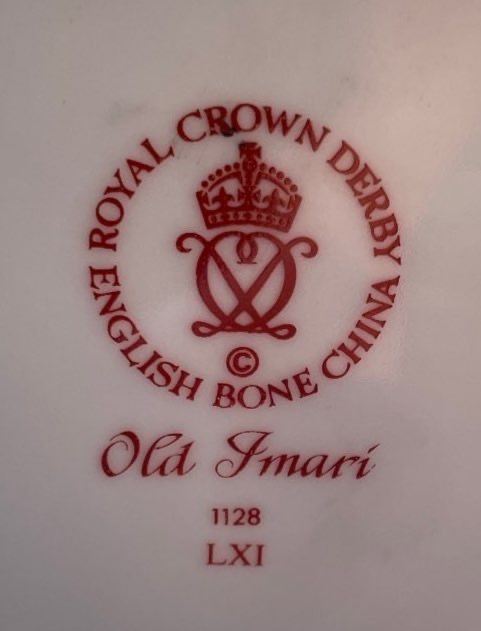 ROYAL CROWN DERBY
ENGLISH BONE CHINA
©
Old Imari
1128
LXI